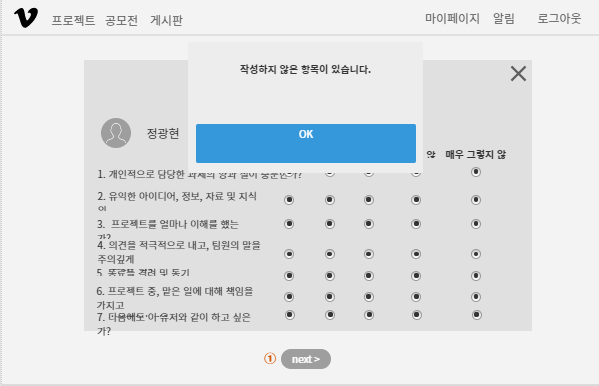 프로젝트 공모전 게시판
마이페이지 알림 로그아웃
작성하지 않은 항목이 있습니다.
OK
정광현
않 매우 그렇지 않
1. 개인적으로 담당한 과제의 양과 질이 충분한가?
2. 유익한 아이디어, 정보, 자료 및 지식
의
3. 프로젝트를 얼마나 이해를 했는
가?
4. 의견을 적극적으로 내고, 팀원의 말을
주의깊게
5. 동료를 격려 및 동기
6. 프로젝트 중, 맡은 일에 대해 책임을
가지고
7. 다음에도 이 유저와 같이 하고 싶은
가?
① next >